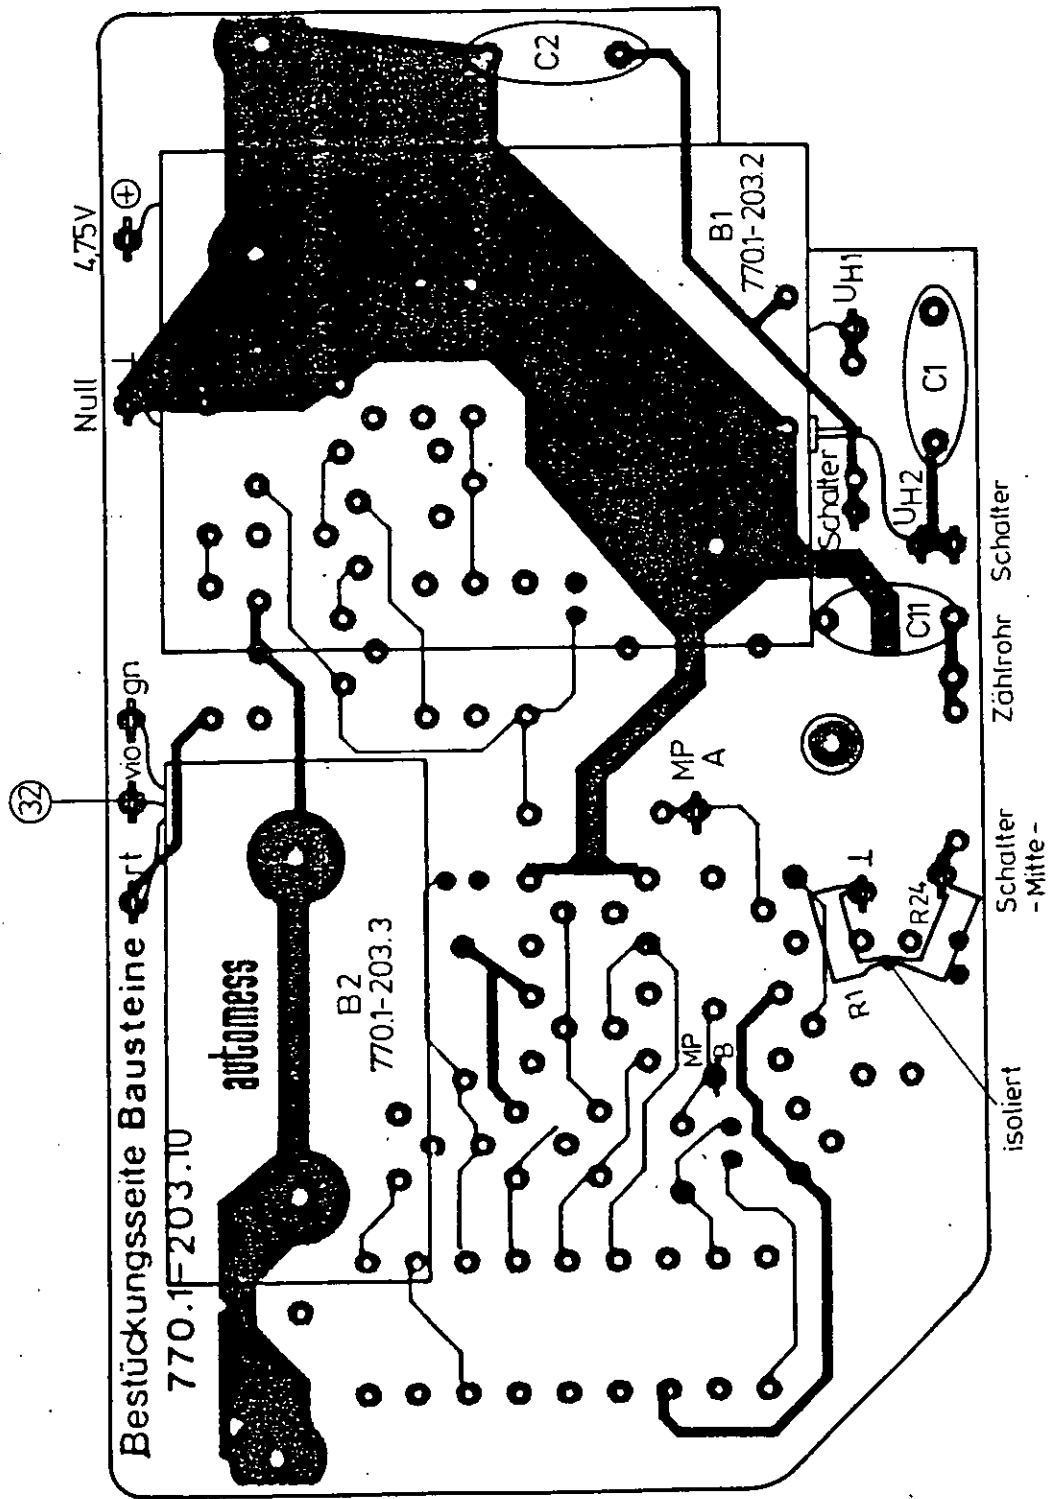 Bestückungsseite Bausteine
770.1-203.10
rt
vio
gn
32
Null
⊥
4,75V
+
automess
B2
770.1-203.3
C2
B1
770.1-203.2
UH1
C1
Schalter
UH2
C11
MP
A
MP
B
⊥
R1
R24
isoliert
Schalter
-Mitte-
Zählrohr
Schalter